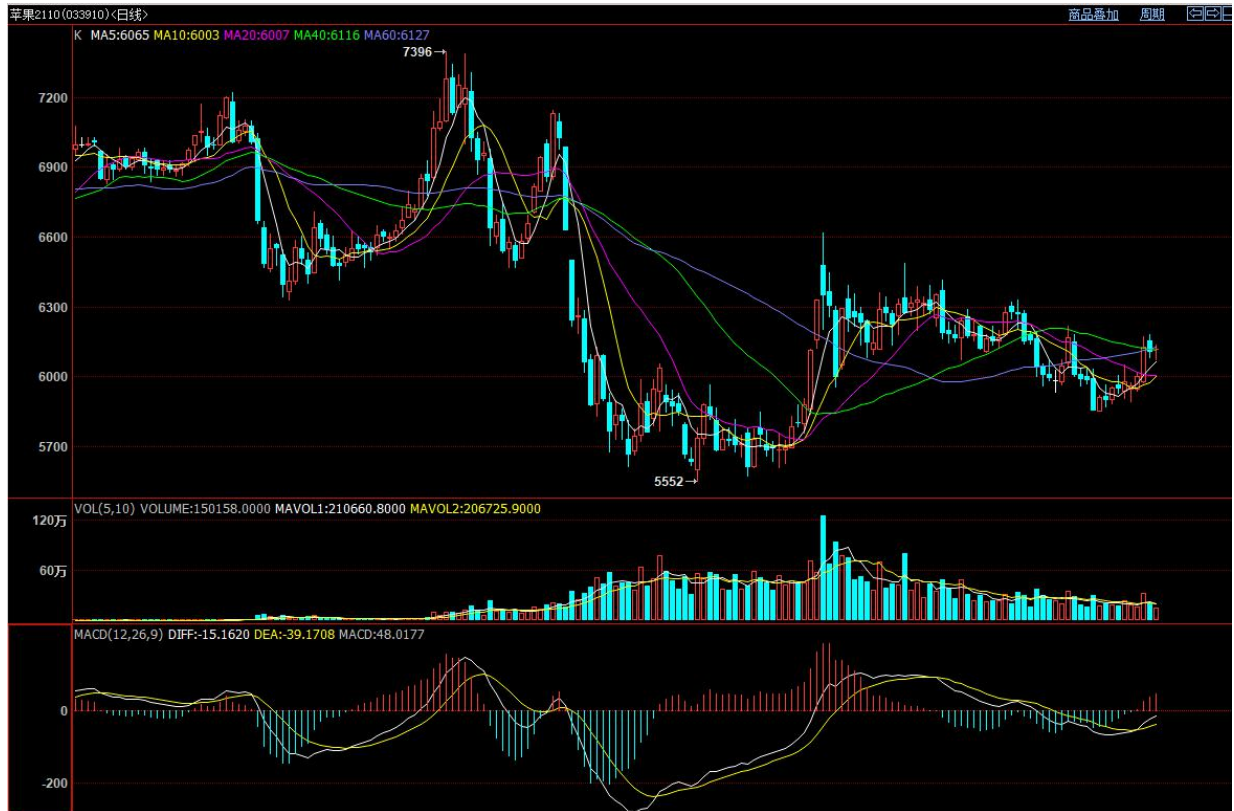 苹果2110(033910)<日线>
商品叠加 周期
K MA5:6065 MA10:6003 MA20:6007 MA40:6116 MA60:6127
7396→
7200
6900
6600
6300
6000
5700
5552→
VOL(5,10) VOLUME:150158.0000 MAVOL1:210660.8000 MAVOL2:206725.9000
120万
60万
MACD(12,26,9) DIFF:-15.1620 DEA:-39.1708 MACD:48.0177
0
-200